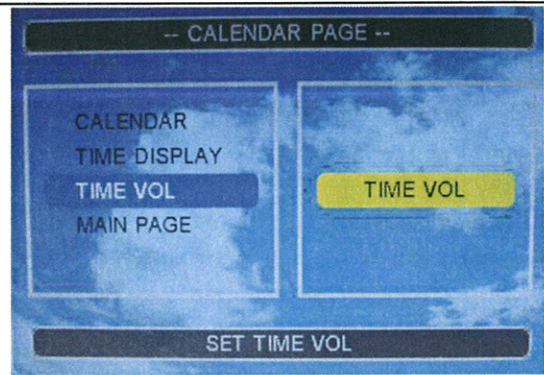 -- CALENDAR PAGE --
CALENDAR
TIME DISPLAY
TIME VOL
MAIN PAGE
TIME VOL
SET TIME VOL